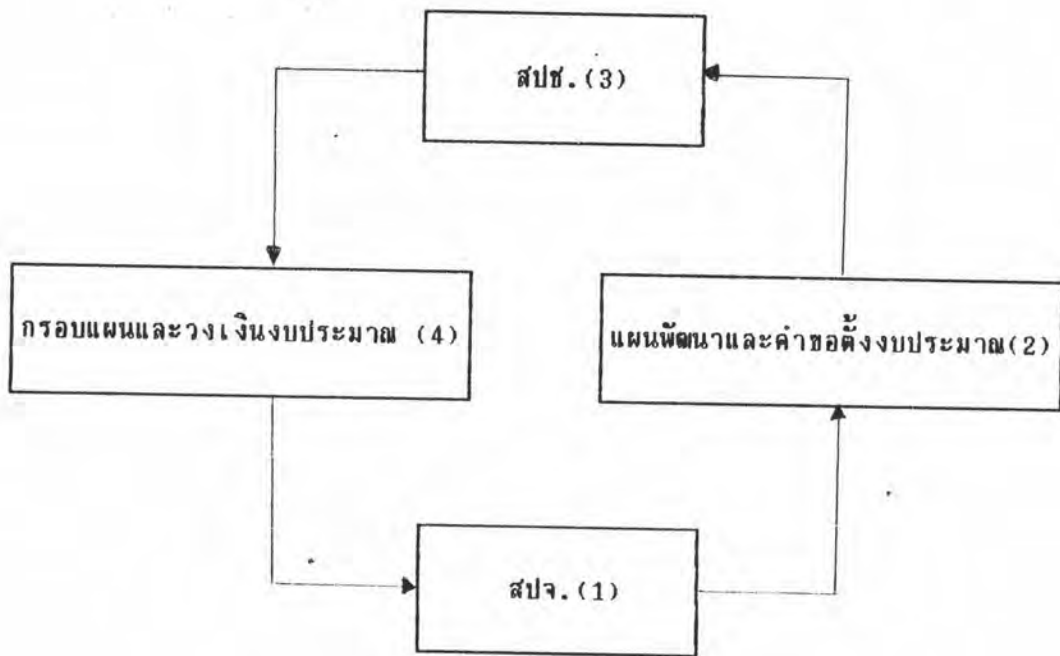 สปช.(3)
กรอบแผนและวงเงินงบประมาณ (4)
แผนพัฒนาและคำขอตั้งงบประมาณ(2)
สปจ.(1)